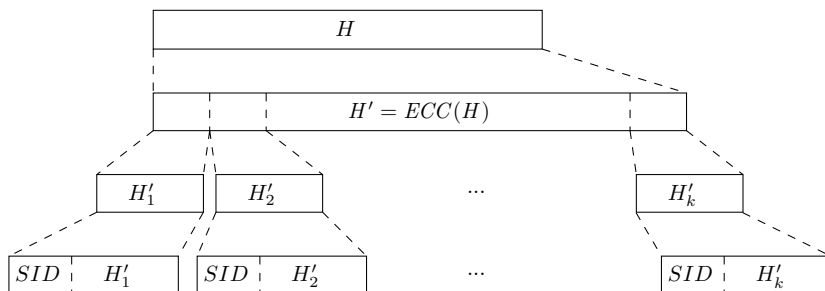 H
H' = ECC(H)
H'₁ H'₂ ... H'ₖ
SID H'₁ SID H'₂ ... SID H'ₖ